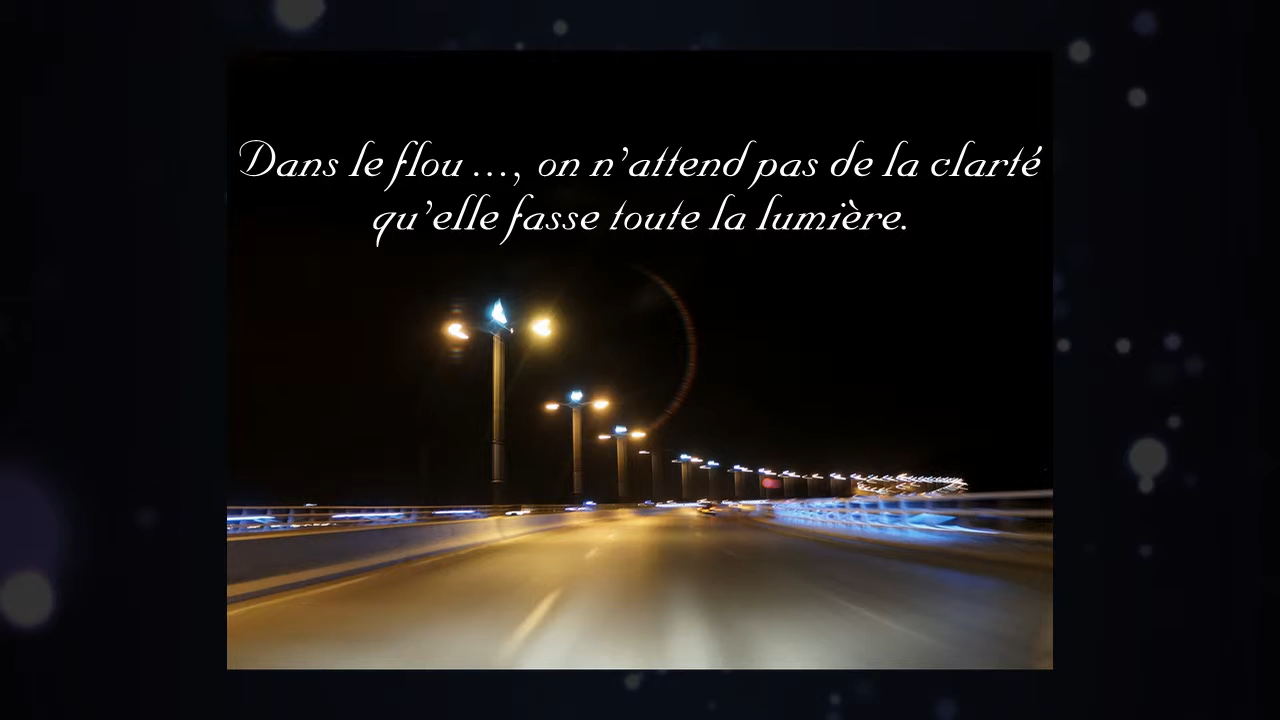 Dans le flou ..., on n'attend pas de la clarté
qu'elle fasse toute la lumière.